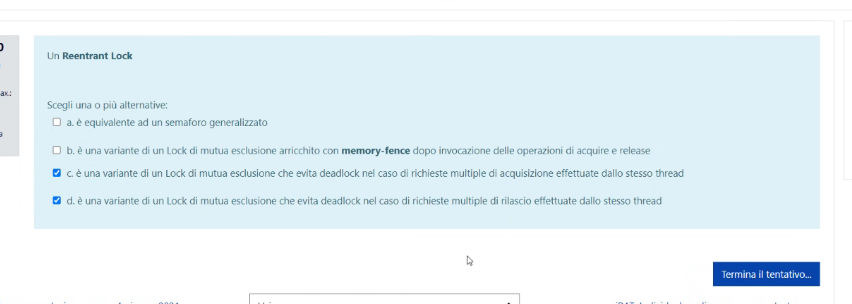 0
ax.:
a
Un Reentrant Lock
Scegli una o più alternative:
a. è equivalente ad un semaforo generalizzato
b. è una variante di un Lock di mutua esclusione arricchito con memory-fence dopo invocazione delle operazioni di acquire e release
c. è una variante di un Lock di mutua esclusione che evita deadlock nel caso di richieste multiple di acquisizione effettuate dallo stesso thread
d. è una variante di un Lock di mutua esclusione che evita deadlock nel caso di richieste multiple di rilascio effettuate dallo stesso thread
Termina il tentativo...